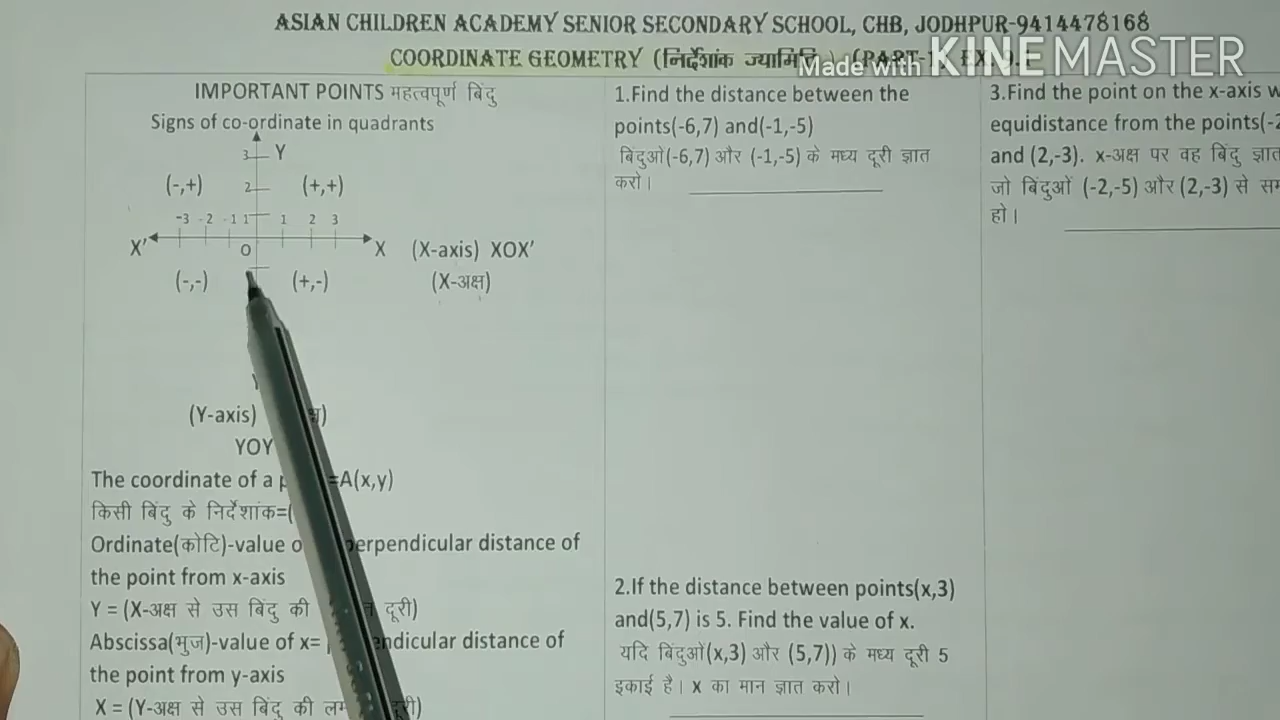 ASIAN CHILDREN ACADEMY SENIOR SECONDARY SCHOOL, CHB, JODHPUR-9414478168
COORDINATE GEOMETRY (निर्देशांक ज्यामिति
Made with KINEMASTER
IMPORTANT POINTS महत्वपूर्ण बिंदु
Signs of co-ordinate in quadrants
3 Y
(-,+) 2 (+,+)
-3 -2 -1 1 1 2 3
X' O X (X-axis) XOX'
(-,-) (+,-) (X-अक्ष)
(Y-axis)
YOY
The coordinate of a =A(x,y)
किसी बिंदु के निर्देशांक=(
Ordinate(कोटि)-value perpendicular distance of
the point from x-axis
Y = (X-अक्ष से उस बिंदु की दूरी)
Abscissa(भुज)-value of x= distance of
the point from y-axis
X = (Y-अक्ष से उस बिंदु की
1.Find the distance between the
points(-6,7) and(-1,-5)
बिंदुओ(-6,7) और (-1,-5) के मध्य दूरी ज्ञात
करो।
2.If the distance between points(x,3)
and(5,7) is 5. Find the value of x.
यदि बिंदुओं(x,3) और (5,7)) के मध्य दूरी 5
इकाई है। x का मान ज्ञात करो।
3.Find the point on the x-axis
equidistance from the points(-2
and (2,-3). x-अक्ष पर वह बिंदु
जो बिंदुओं (-2,-5) और (2,-3) से
हो।